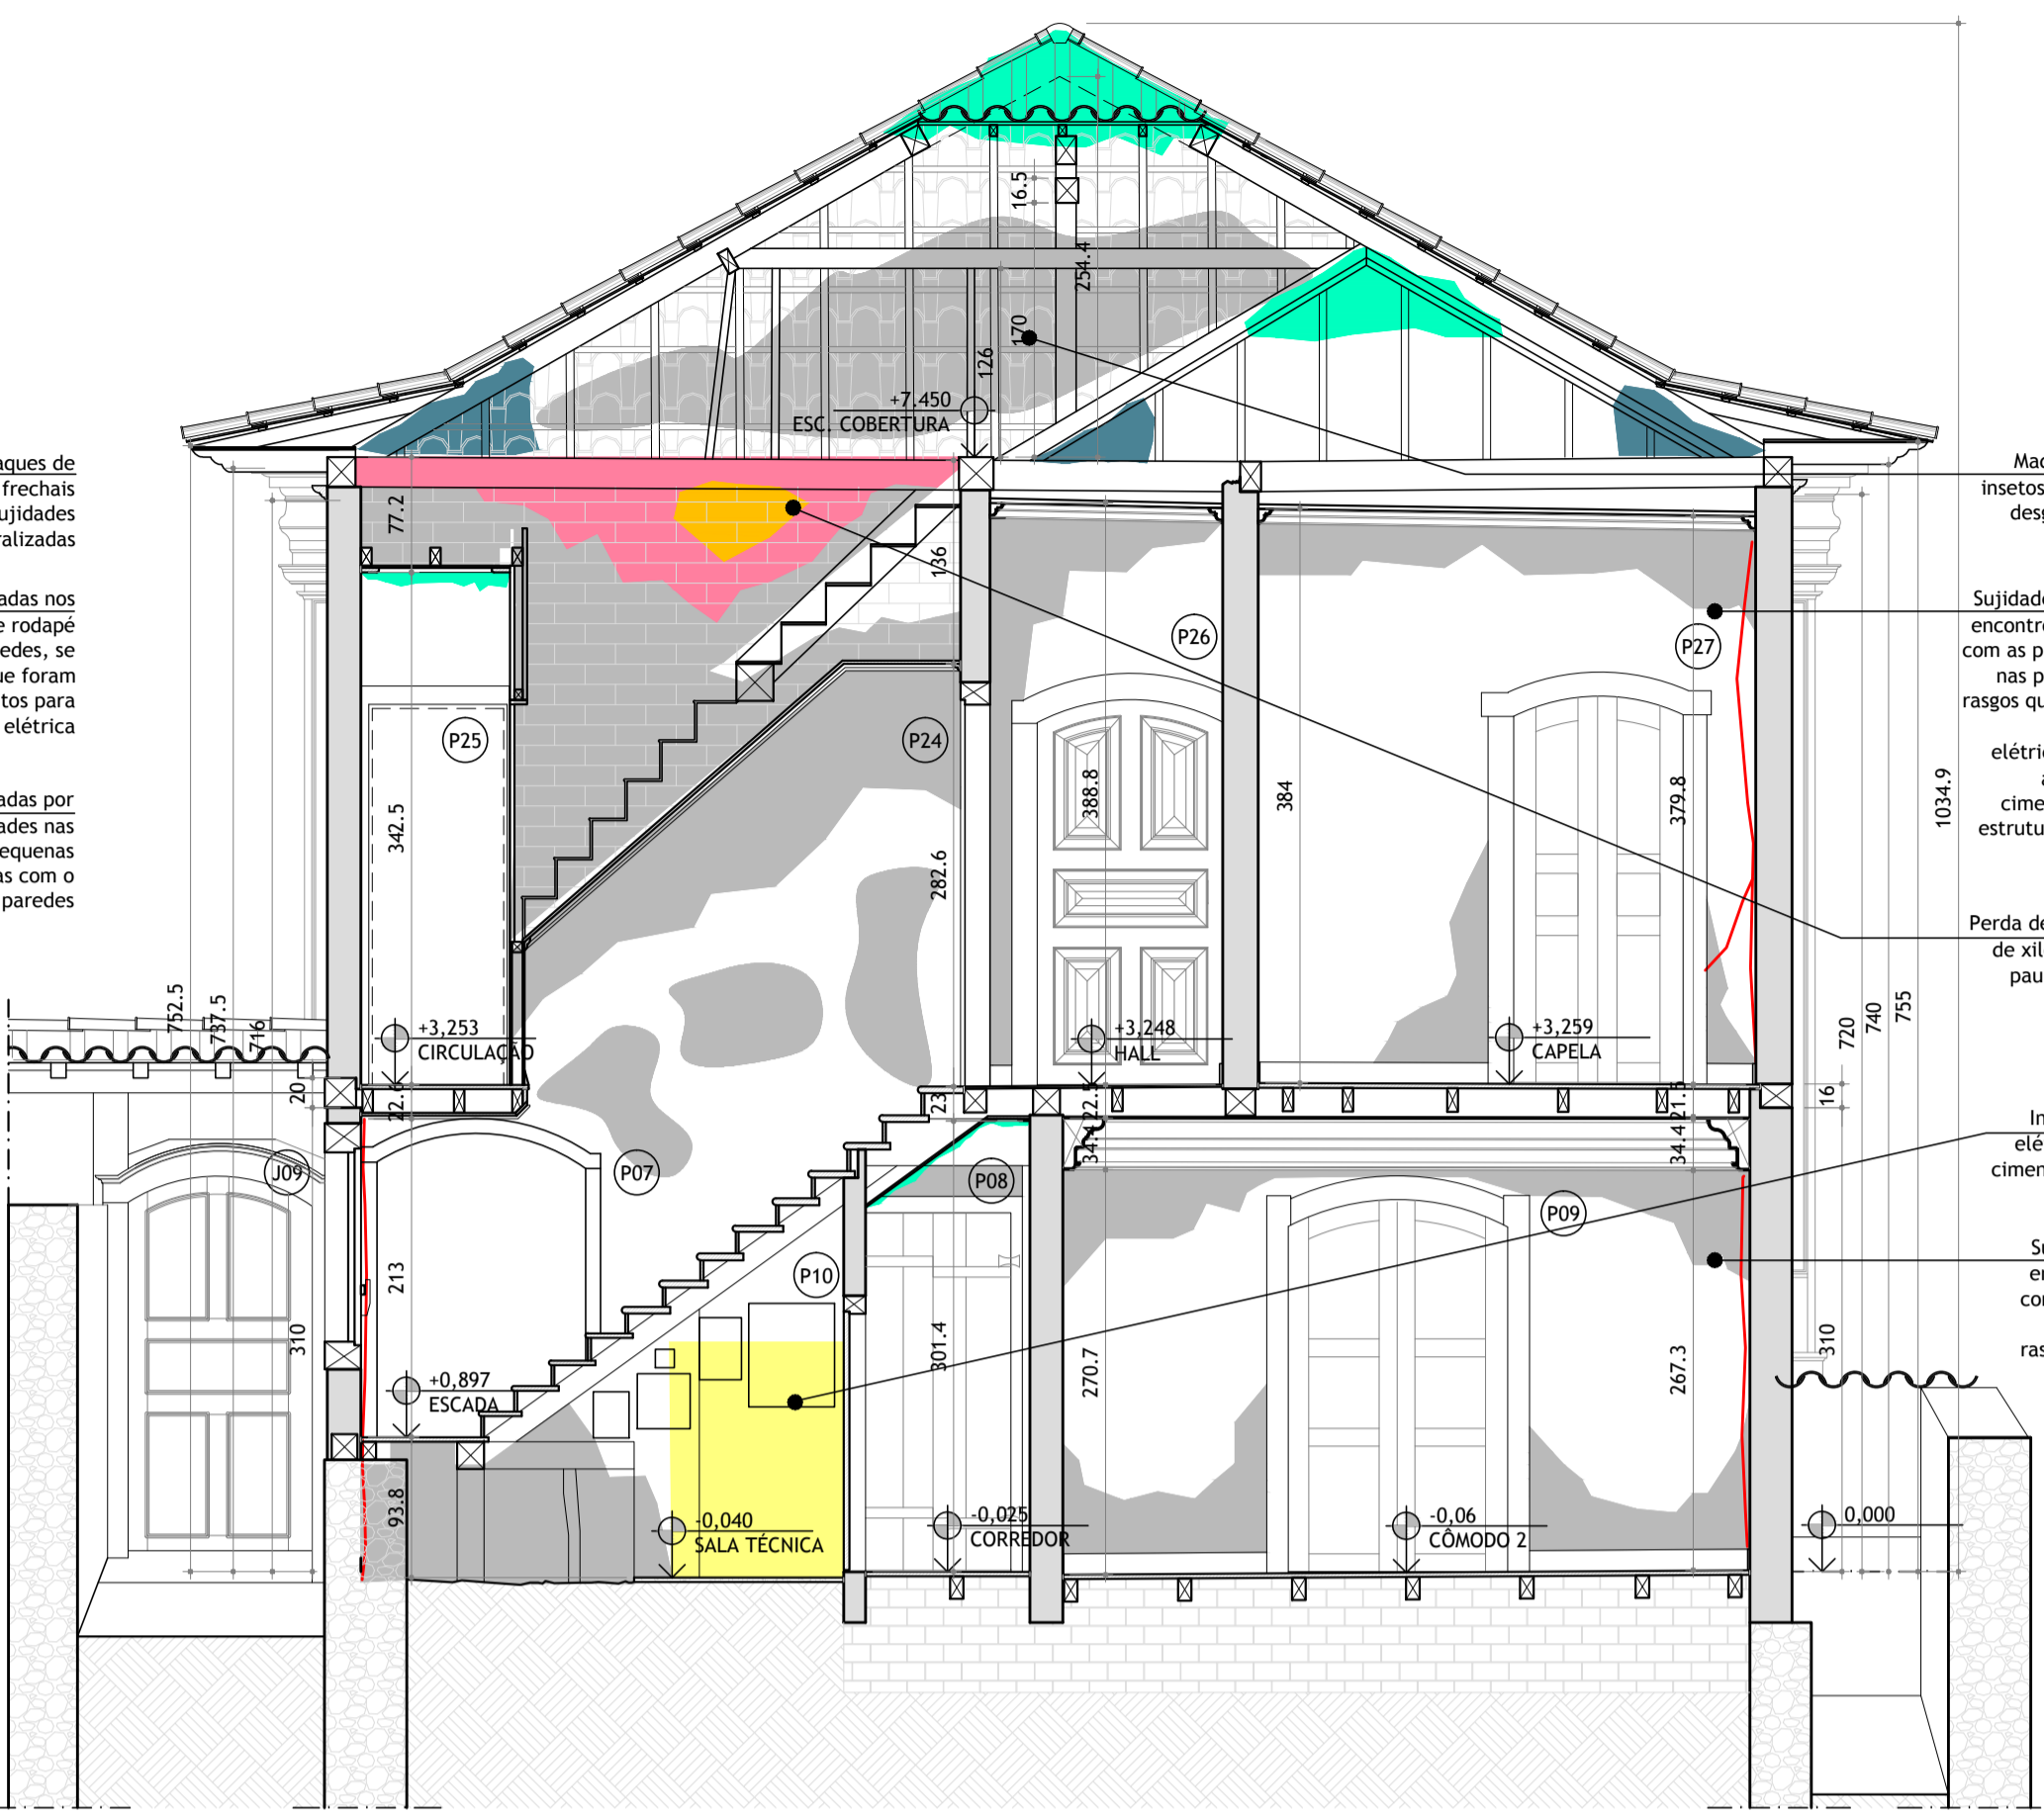 16.5
254.4
170
126
+7.450
ESC. COBERTURA
aques de
frechais
ujidades
ralizadas
adas nos
e rodapé
edes, se
ue foram
tos para
elétrica
adas por
ades nas
equenas
as com o
paredes
77.2
136
P25
P24
P26
P27
342.5
282.6
388.8
384
379.8
1034.9
Mad
insetos
desg
Sujidade
encontro
com as p
nas p
rasgos qu
elétric
a
cime
estrutu
Perda de
de xil
pau
752.5
737.5
716
+3,253
CIRCULAÇÃO
+3,248
HALL
+3,259
CAPELA
720
740
755
20
22.6
23
22.5
21.5
16
34.4
34.4
In
elé
cimen
J09
P07
P08
P09
P10
Su
en
con
ras
213
310
301.4
270.7
267.3
310
+0,897
ESCADA
93.8
-0,040
SALA TÉCNICA
-0,025
CORREDOR
-0,06
CÔMODO 2
0,000